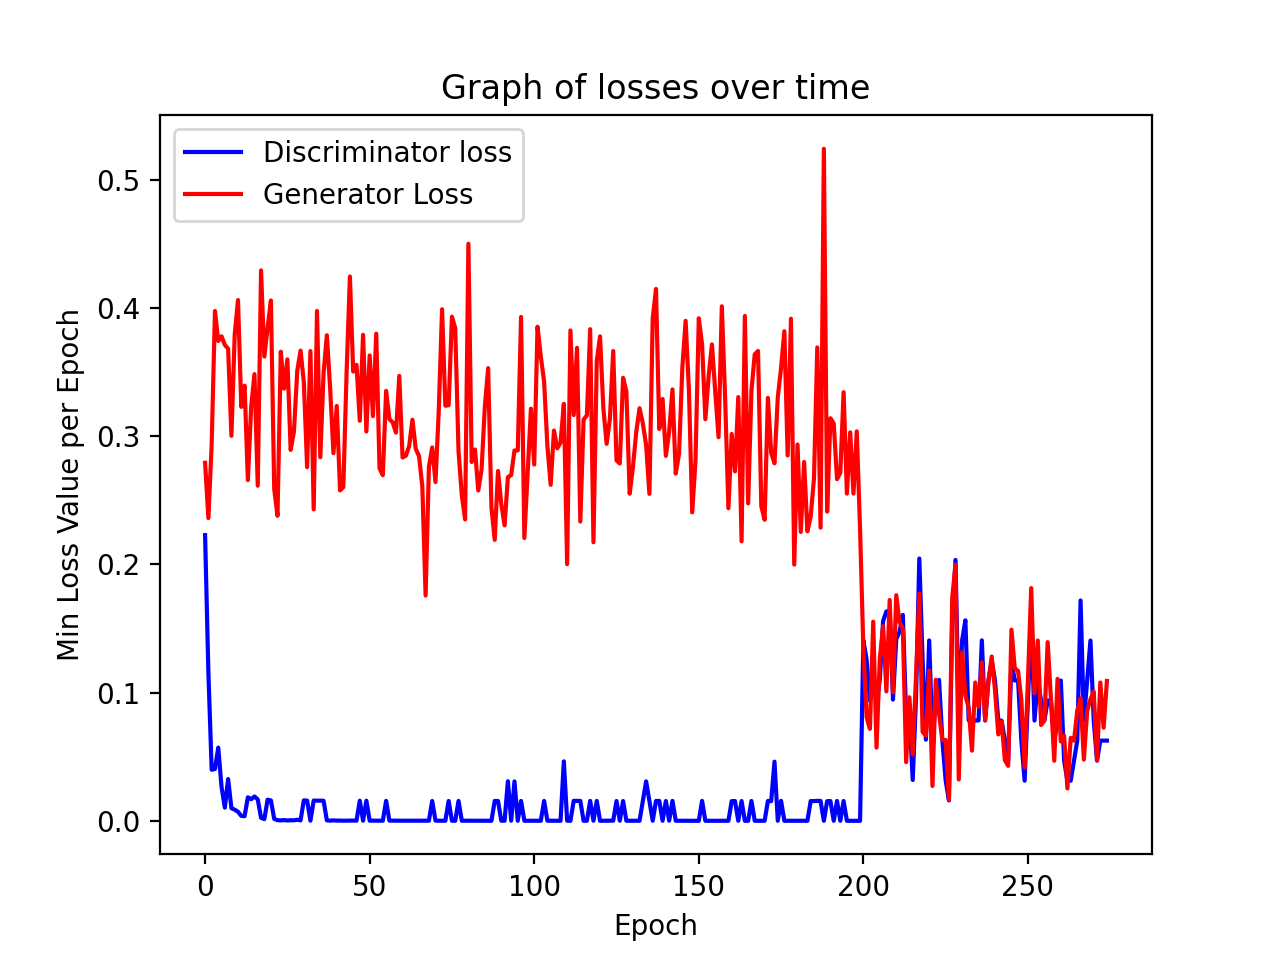 Graph of losses over time
Discriminator loss
Generator Loss
0.5
0.4
0.3
0.2
0.1
0.0
Min Loss Value per Epoch
0 50 100 150 200 250
Epoch